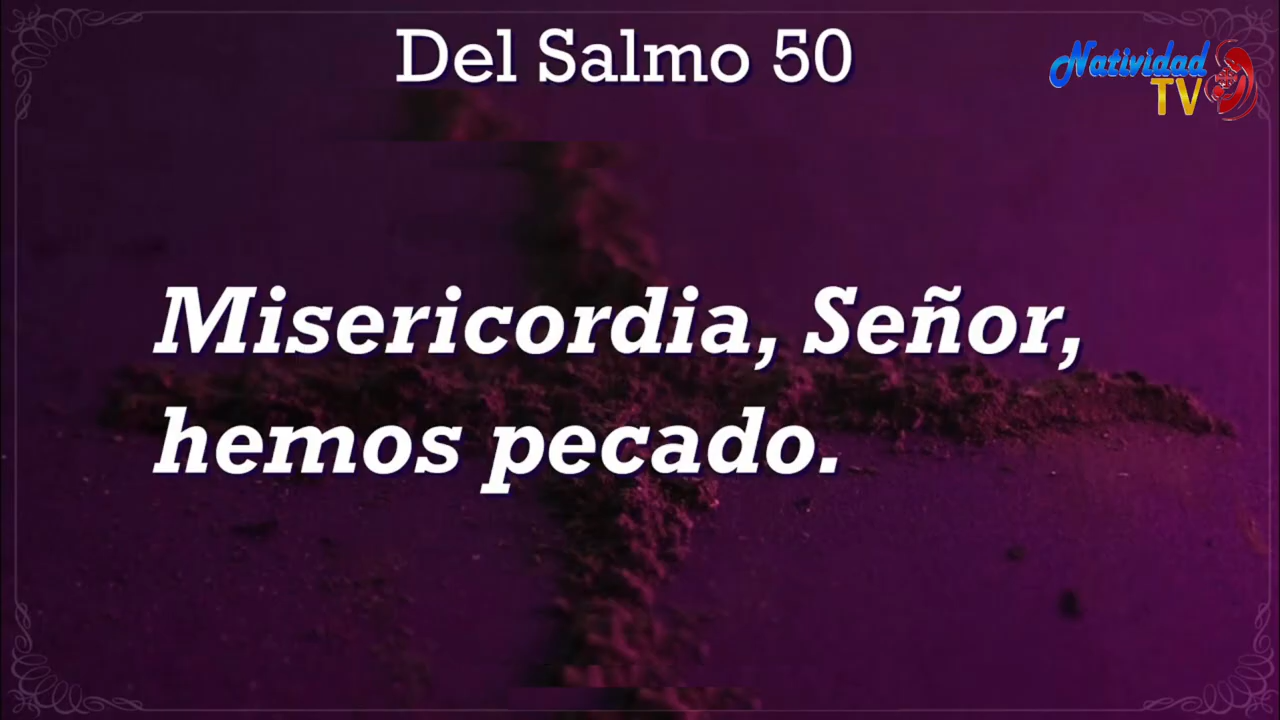 Del Salmo 50
Natividad
TV
Misericordia, Señor,
hemos pecado.